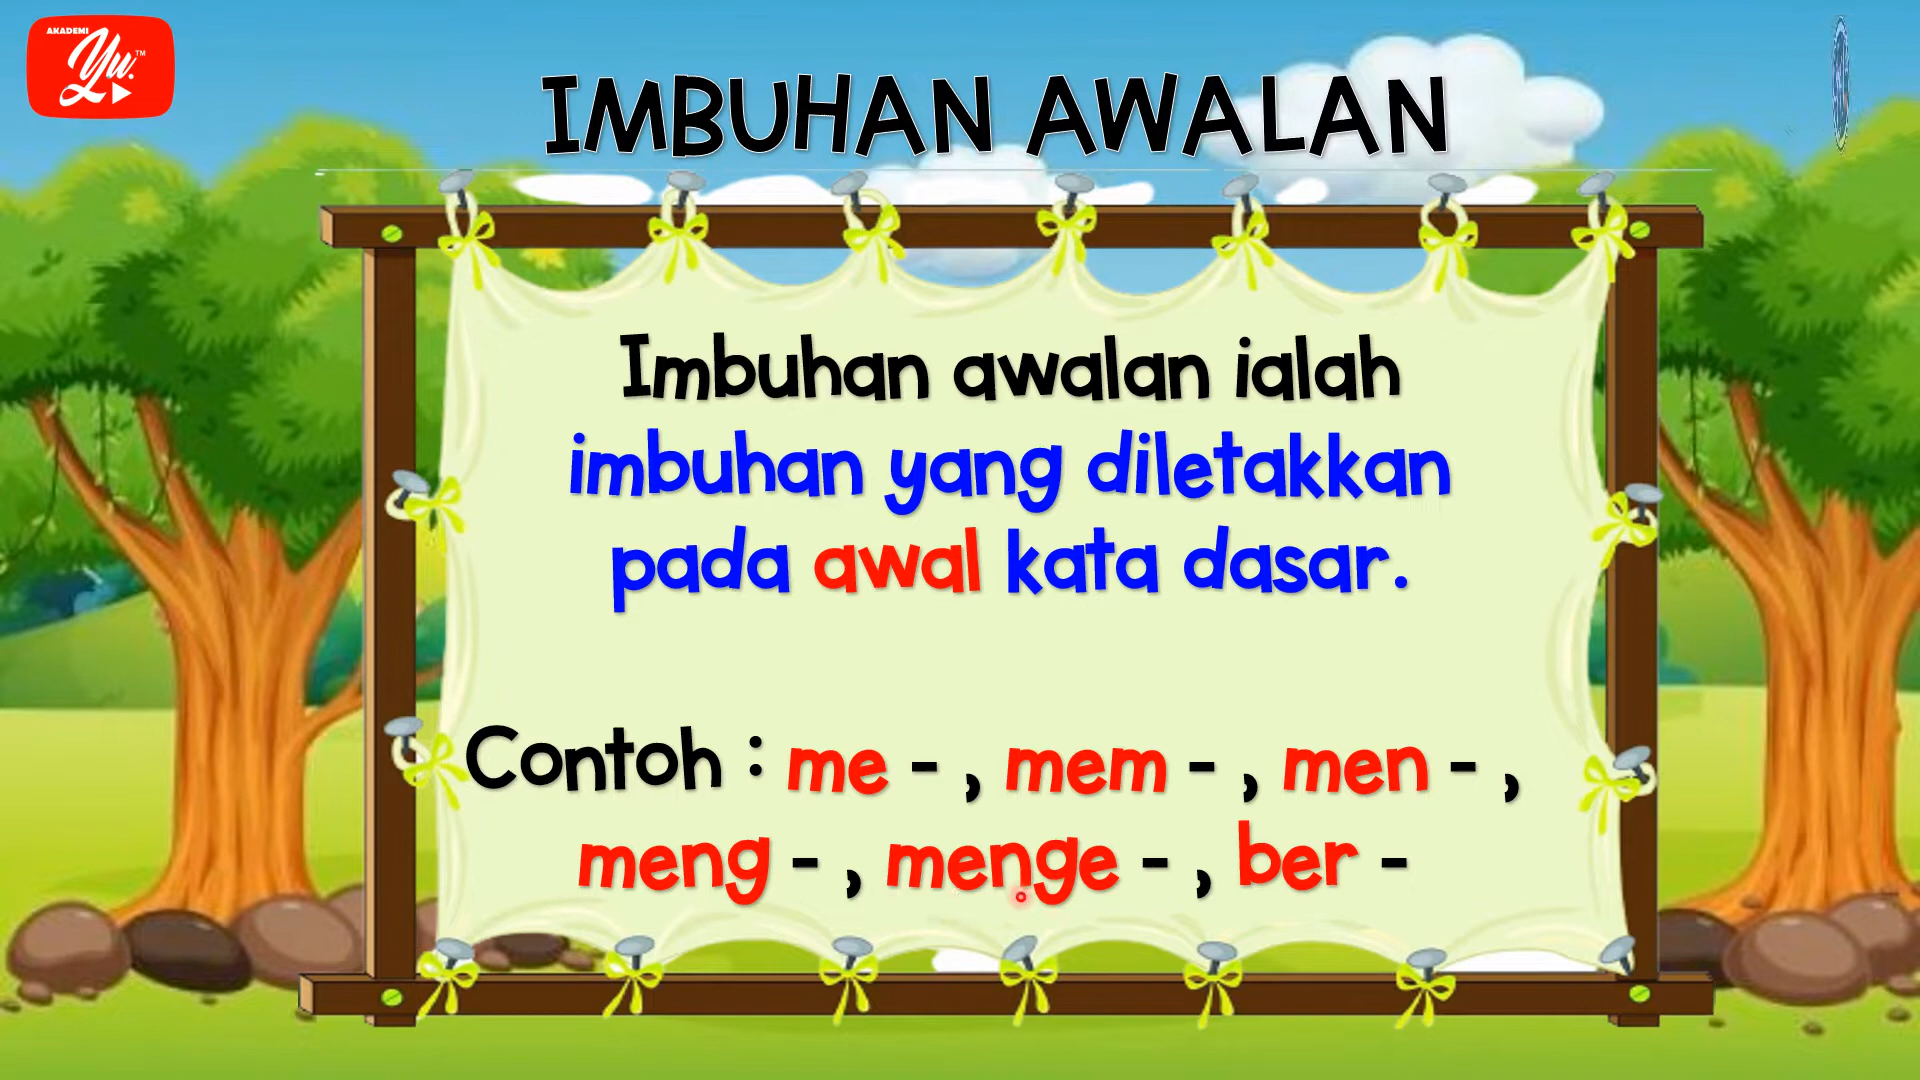 AKADEMI
Yu.™
IMBUHAN AWALAN
Imbuhan awalan ialah
imbuhan yang diletakkan
pada awal kata dasar.
Contoh : me - , mem - , men - ,
meng - , menge - , ber -